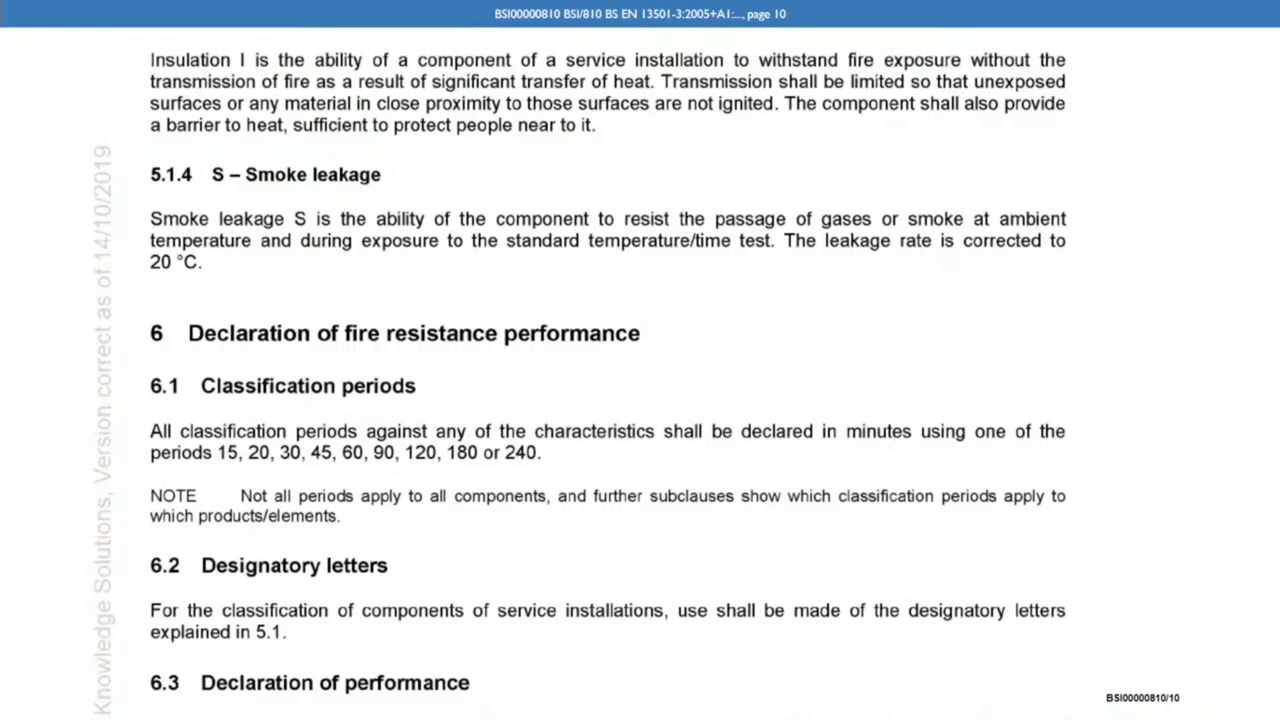 BSI00000810 BSI/810 BS EN 13501-3:2005+A1:..., page 10
Insulation I is the ability of a component of a service installation to withstand fire exposure without the
transmission of fire as a result of significant transfer of heat. Transmission shall be limited so that unexposed
surfaces or any material in close proximity to those surfaces are not ignited. The component shall also provide
a barrier to heat, sufficient to protect people near to it.
5.1.4 S – Smoke leakage
Smoke leakage S is the ability of the component to resist the passage of gases or smoke at ambient
temperature and during exposure to the standard temperature/time test. The leakage rate is corrected to
20 °C.
6 Declaration of fire resistance performance
6.1 Classification periods
All classification periods against any of the characteristics shall be declared in minutes using one of the
periods 15, 20, 30, 45, 60, 90, 120, 180 or 240.
NOTE Not all periods apply to all components, and further subclauses show which classification periods apply to
which products/elements.
6.2 Designatory letters
For the classification of components of service installations, use shall be made of the designatory letters
explained in 5.1.
6.3 Declaration of performance
Knowledge Solutions, Version correct as of 14/10/2019
BSI00000810/10